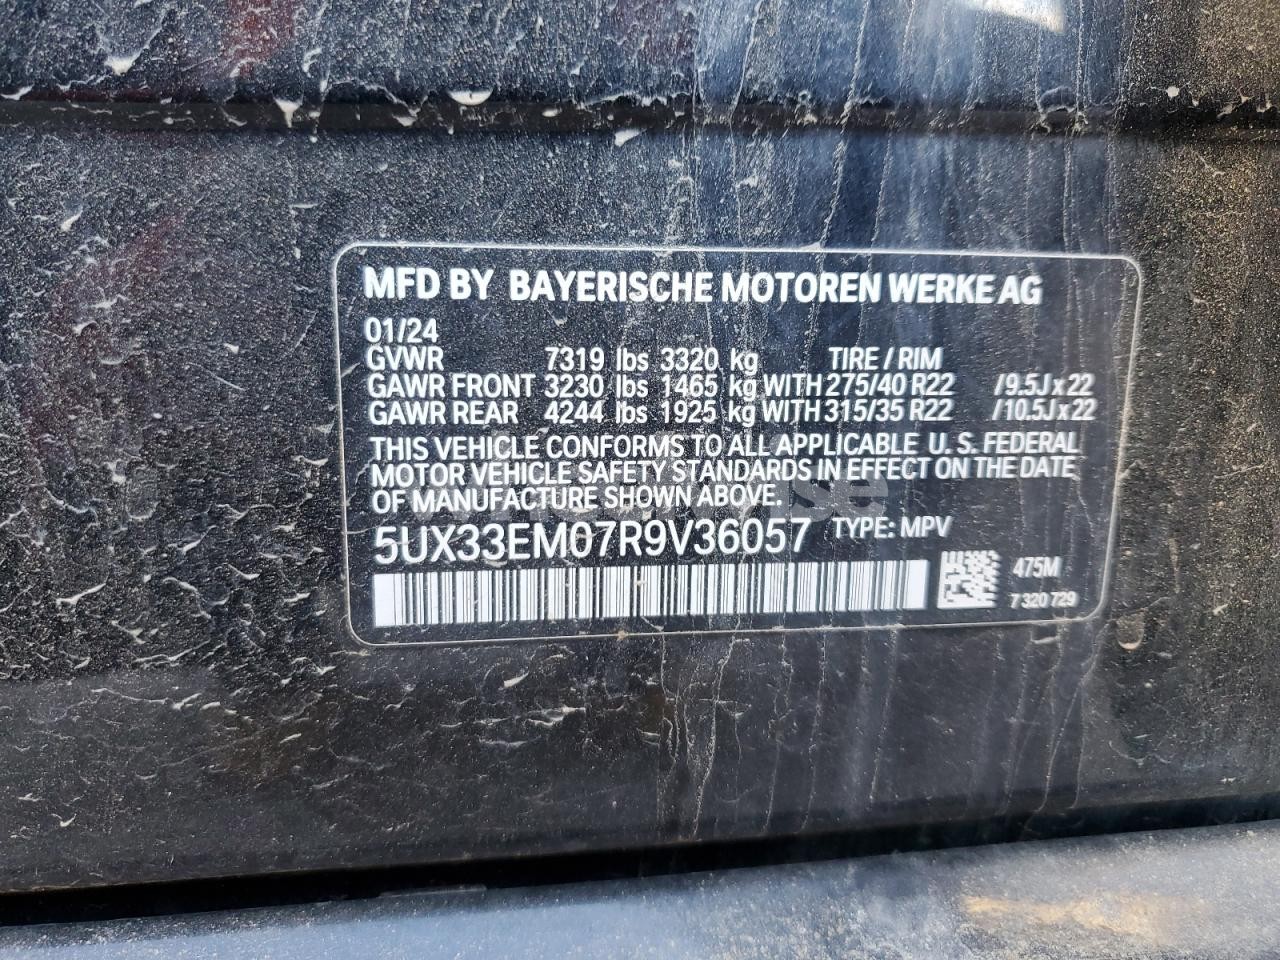 MFD BY BAYERISCHE MOTOREN WERKE AG
01/24
GVWR 7319 lbs 3320 kg TIRE / RIM
GAWR FRONT 3230 lbs 1465 kg WITH 275/40 R22 /9.5J x 22
GAWR REAR 4244 lbs 1925 kg WITH 315/35 R22 /10.5J x 22
THIS VEHICLE CONFORMS TO ALL APPLICABLE U. S. FEDERAL
MOTOR VEHICLE SAFETY STANDARDS IN EFFECT ON THE DATE
OF MANUFACTURE SHOWN ABOVE.
5UX33EM07R9V36057 TYPE: MPV
475M
7 320 729